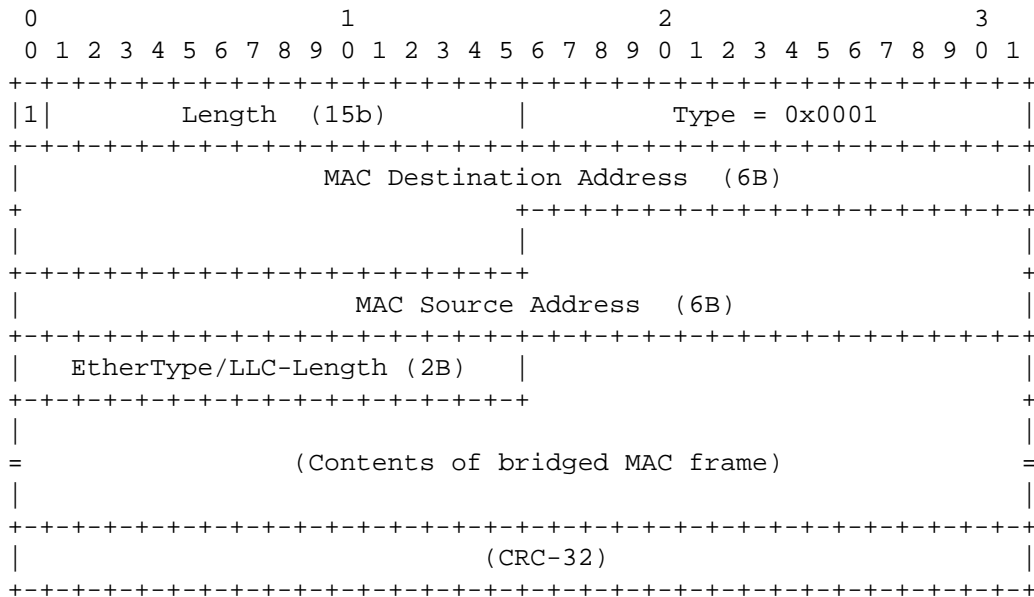 0                   1                   2                   3
 0 1 2 3 4 5 6 7 8 9 0 1 2 3 4 5 6 7 8 9 0 1 2 3 4 5 6 7 8 9 0 1
+-+-+-+-+-+-+-+-+-+-+-+-+-+-+-+-+-+-+-+-+-+-+-+-+-+-+-+-+-+-+-+-+
|1|        Length  (15b)        |         Type = 0x0001         |
+-+-+-+-+-+-+-+-+-+-+-+-+-+-+-+-+-+-+-+-+-+-+-+-+-+-+-+-+-+-+-+-+
|                   MAC Destination Address  (6B)               |
+                               +-+-+-+-+-+-+-+-+-+-+-+-+-+-+-+-+
|                               |                               |
+-+-+-+-+-+-+-+-+-+-+-+-+-+-+-+-+                               +
|                     MAC Source Address  (6B)                  |
+-+-+-+-+-+-+-+-+-+-+-+-+-+-+-+-+-+-+-+-+-+-+-+-+-+-+-+-+-+-+-+-+
|   EtherType/LLC-Length (2B)   |                               |
+-+-+-+-+-+-+-+-+-+-+-+-+-+-+-+-+                               +
|                                                               |
=                 (Contents of bridged MAC frame)               =
|                                                               |
+-+-+-+-+-+-+-+-+-+-+-+-+-+-+-+-+-+-+-+-+-+-+-+-+-+-+-+-+-+-+-+-+
|                             (CRC-32)                          |
+-+-+-+-+-+-+-+-+-+-+-+-+-+-+-+-+-+-+-+-+-+-+-+-+-+-+-+-+-+-+-+-+